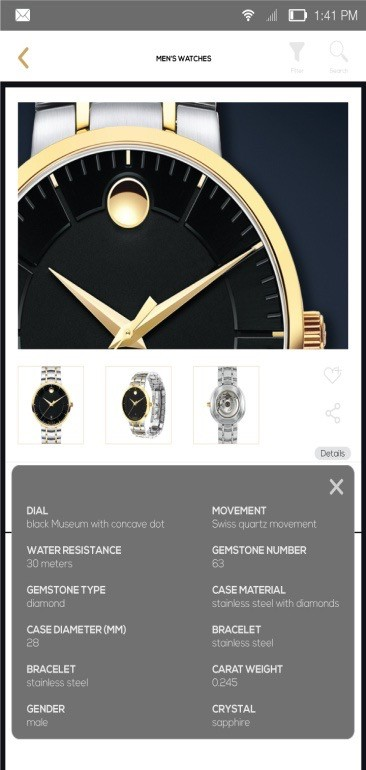 1:41 PM
MEN'S WATCHES
Filter
Search
Details
DIAL
black Museum with concave dot
MOVEMENT
Swiss quartz movement
WATER RESISTANCE
30 meters
GEMSTONE NUMBER
63
GEMSTONE TYPE
diamond
CASE MATERIAL
stainless steel with diamonds
CASE DIAMETER (MM)
28
BRACELET
stainless steel
BRACELET
stainless steel
CARAT WEIGHT
0.245
GENDER
male
CRYSTAL
sapphire